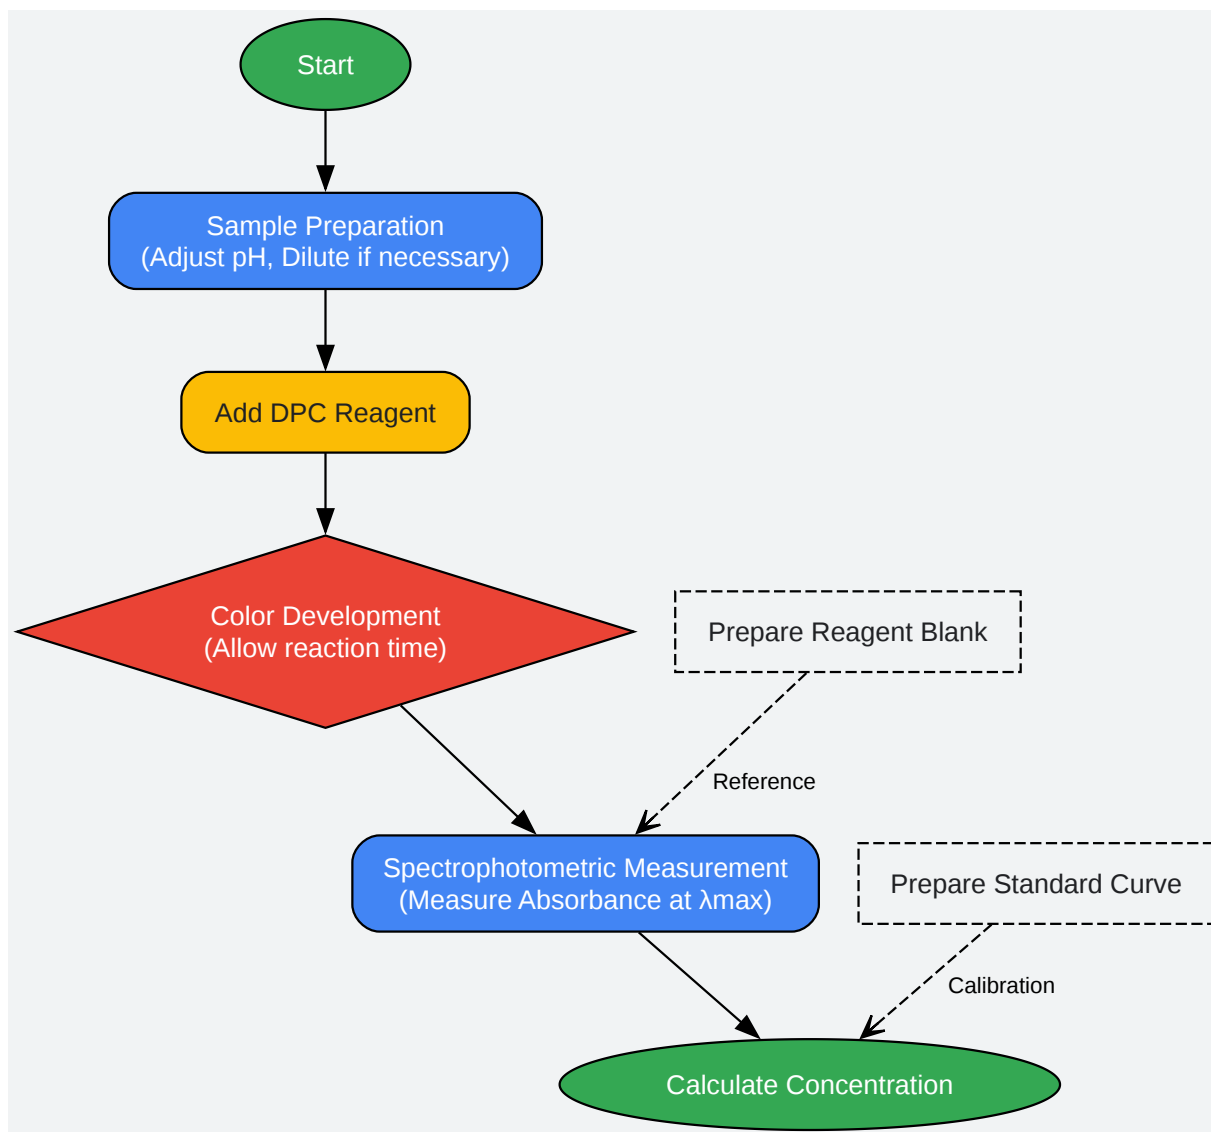 Start
Sample Preparation
(Adjust pH, Dilute if necessary)
Add DPC Reagent
Color Development
(Allow reaction time)
Prepare Reagent Blank
Reference
Spectrophotometric Measurement
(Measure Absorbance at λmax)
Prepare Standard Curve
Calibration
Calculate Concentration